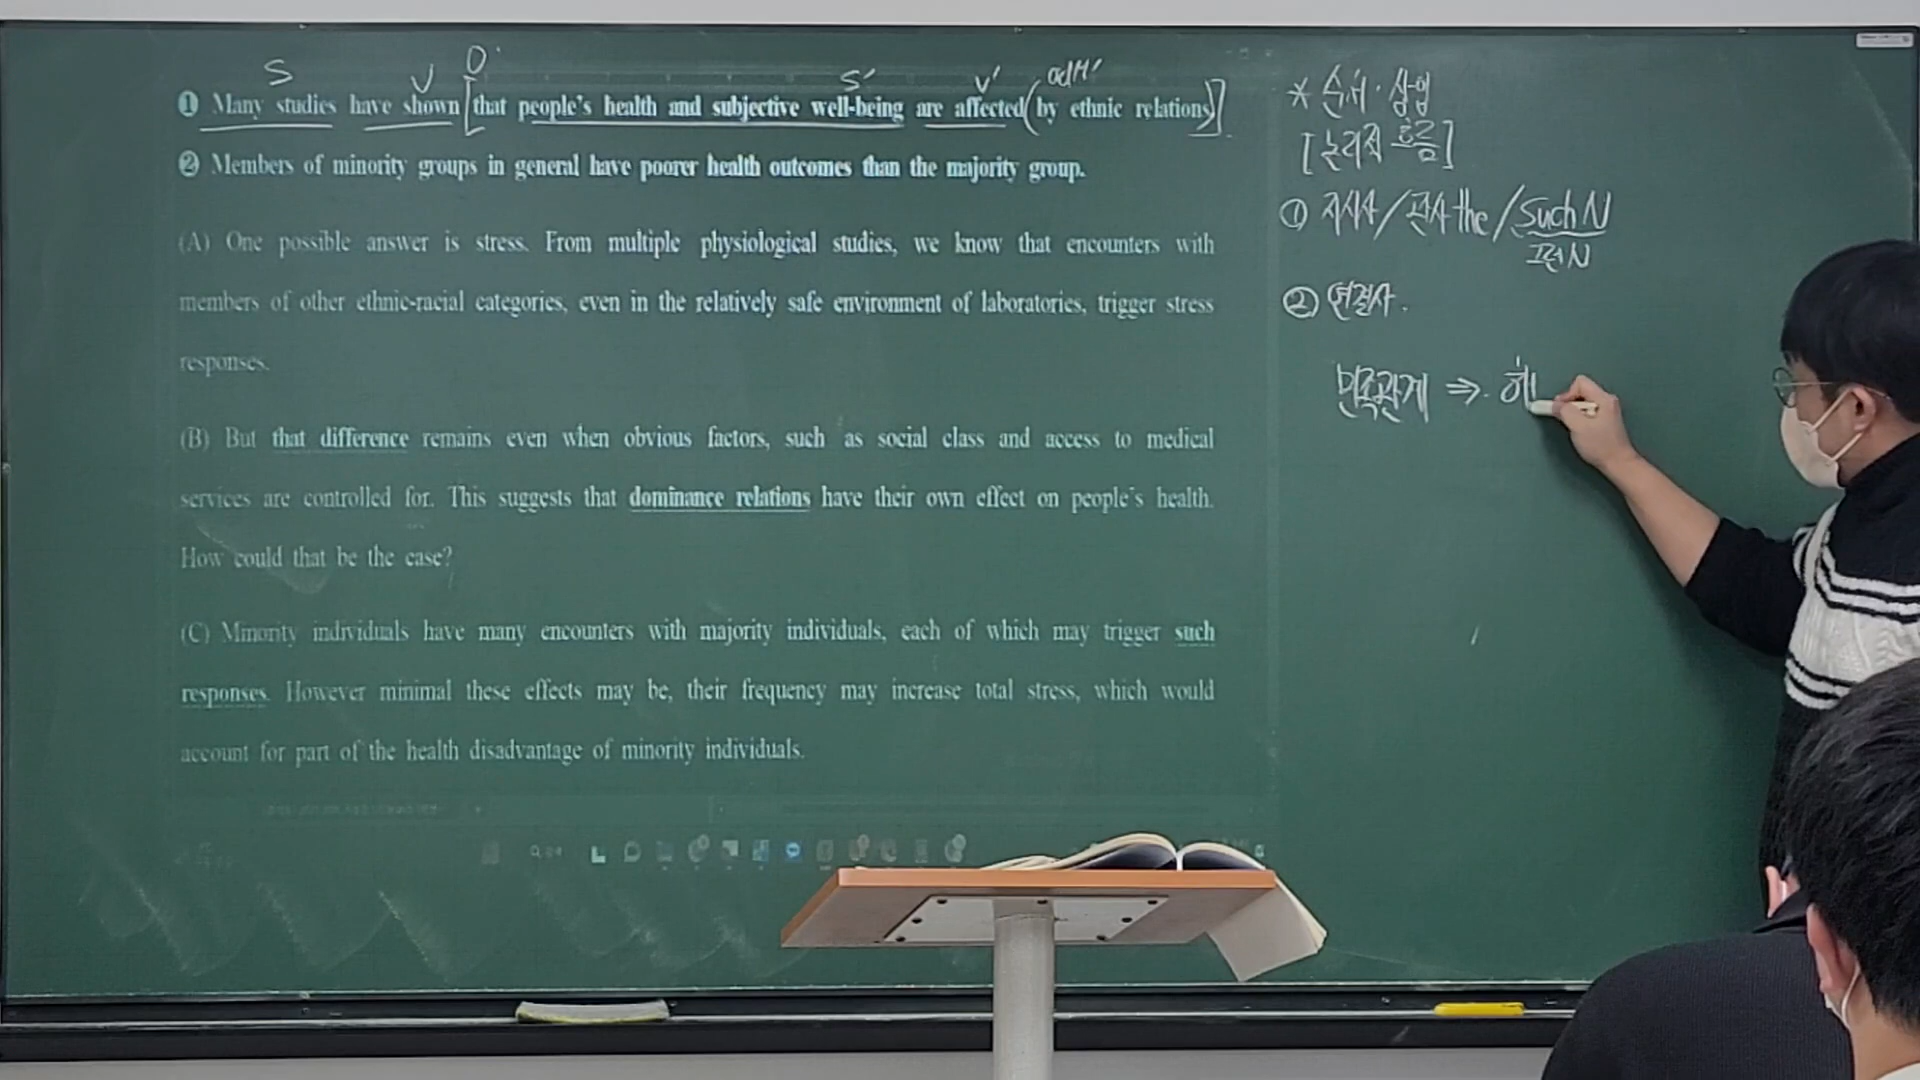 S V O S' V' adM'
❶ Many studies have shown [that people's health and subjective well-being are affected (by ethnic relations)].
❷ Members of minority groups in general have poorer health outcomes than the majority group.
(A) One possible answer is stress. From multiple physiological studies, we know that encounters with
members of other ethnic-racial categories, even in the relatively safe environment of laboratories, trigger stress
responses.
(B) But that difference remains even when obvious factors, such as social class and access to medical
services are controlled for. This suggests that dominance relations have their own effect on people's health.
How could that be the case?
(C) Minority individuals have many encounters with majority individuals, each of which may trigger such
responses. However minimal these effects may be, their frequency may increase total stress, which would
account for part of the health disadvantage of minority individuals.
* 순서·삽입
[논리적 흐름]
① 지시사/관사 the/such N
그런 N
② 연결사.
민족관계 ⇒